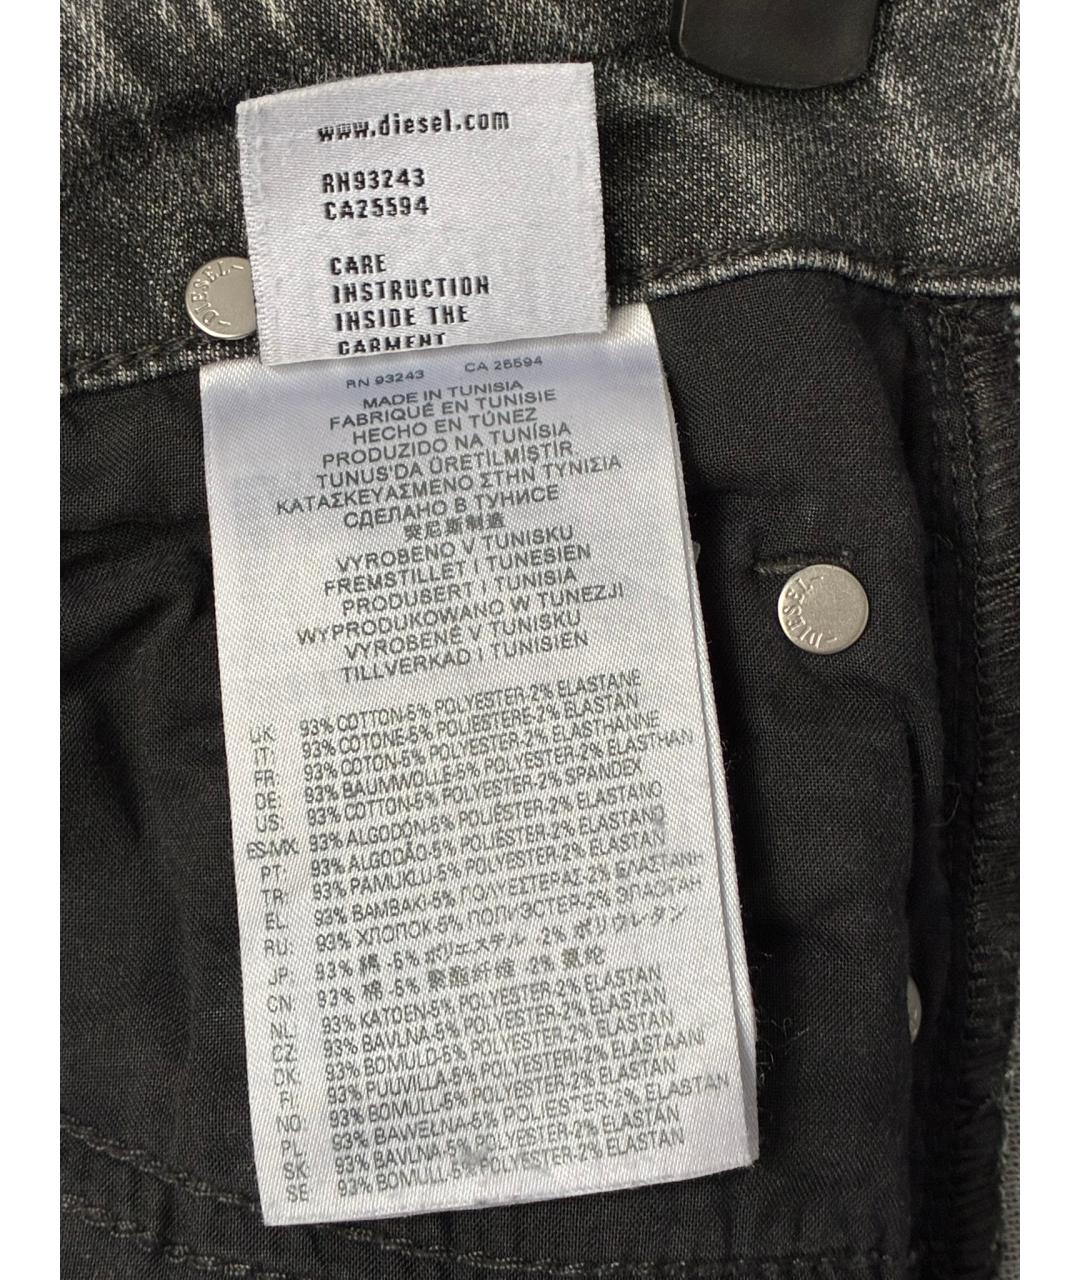 www.diesel.com
RN93243
CA25594
CARE
INSTRUCTION
INSIDE THE
GARMENT
DIESEL
RN 93243 CA 25594
MADE IN TUNISIA
FABRIQUÉ EN TUNISIE
HECHO EN TÚNEZ
PRODUZIDO NA TUNÍSIA
TUNUS'DA ÜRETİLMİŞTİR
ΚΑΤΑΣΚΕΥΑΣΜΕΝΟ ΣΤΗΝ ΤΥΝΙΣΙΑ
СДЕЛАНО В ТУНИСЕ
突尼斯制造
VYROBENO V TUNISKU
FREMSTILLET I TUNESIEN
PRODUSERT I TUNISIA
WYPRODUKOWANO W TUNEZJI
VYROBENÉ V TUNISKU
TILLVERKAD I TUNISIEN
DIESEL
UK: 93% COTTON-5% POLYESTER-2% ELASTANE
IT: 93% COTONE-5% POLIESTERE-2% ELASTAN
FR: 93% COTON-5% POLYESTER-2% ELASTHANNE
DE: 93% BAUMWOLLE-5% POLYESTER-2% ELASTHAN
US: 93% COTTON-5% POLYESTER-2% SPANDEX
ES-MX: 93% ALGODÓN-5% POLIÉSTER-2% ELASTANO
PT: 93% ALGODÃO-5% POLIÉSTER-2% ELASTANO
TR: 93% PAMUKLU-5% POLYESTER-2% ELASTAN
EL: 93% ΒΑΜΒΑΚΙ-5% ΠΟΛΥΕΣΤΕΡΑΣ-2% ΕΛΑΣΤΑΝΗ
RU: 93% ХЛОПОК-5% ПОЛИЭСТЕР-2% ЭЛАСТАН
JP: 93% 綿 -5% ポリエステル -2% ポリウレタン
CN: 93% 棉 -5% 聚酯纤维 -2% 氨纶
NL: 93% KATOEN-5% POLYESTER-2% ELASTAN
CZ: 93% BAVLNA-5% POLYESTER-2% ELASTAN
DK: 93% BOMULD-5% POLYESTER-2% ELASTAN
FI: 93% PUUVILLA-5% POLYESTERI-2% ELASTAANI
NO: 93% BOMULL-5% POLYESTER-2% ELASTAN
PL: 93% BAWEŁNA-5% POLIESTER-2% ELASTAN
SK: 93% BAVLNA-5% POLYESTER-2% ELASTAN
SE: 93% BOMULL-5% POLYESTER-2% ELASTAN